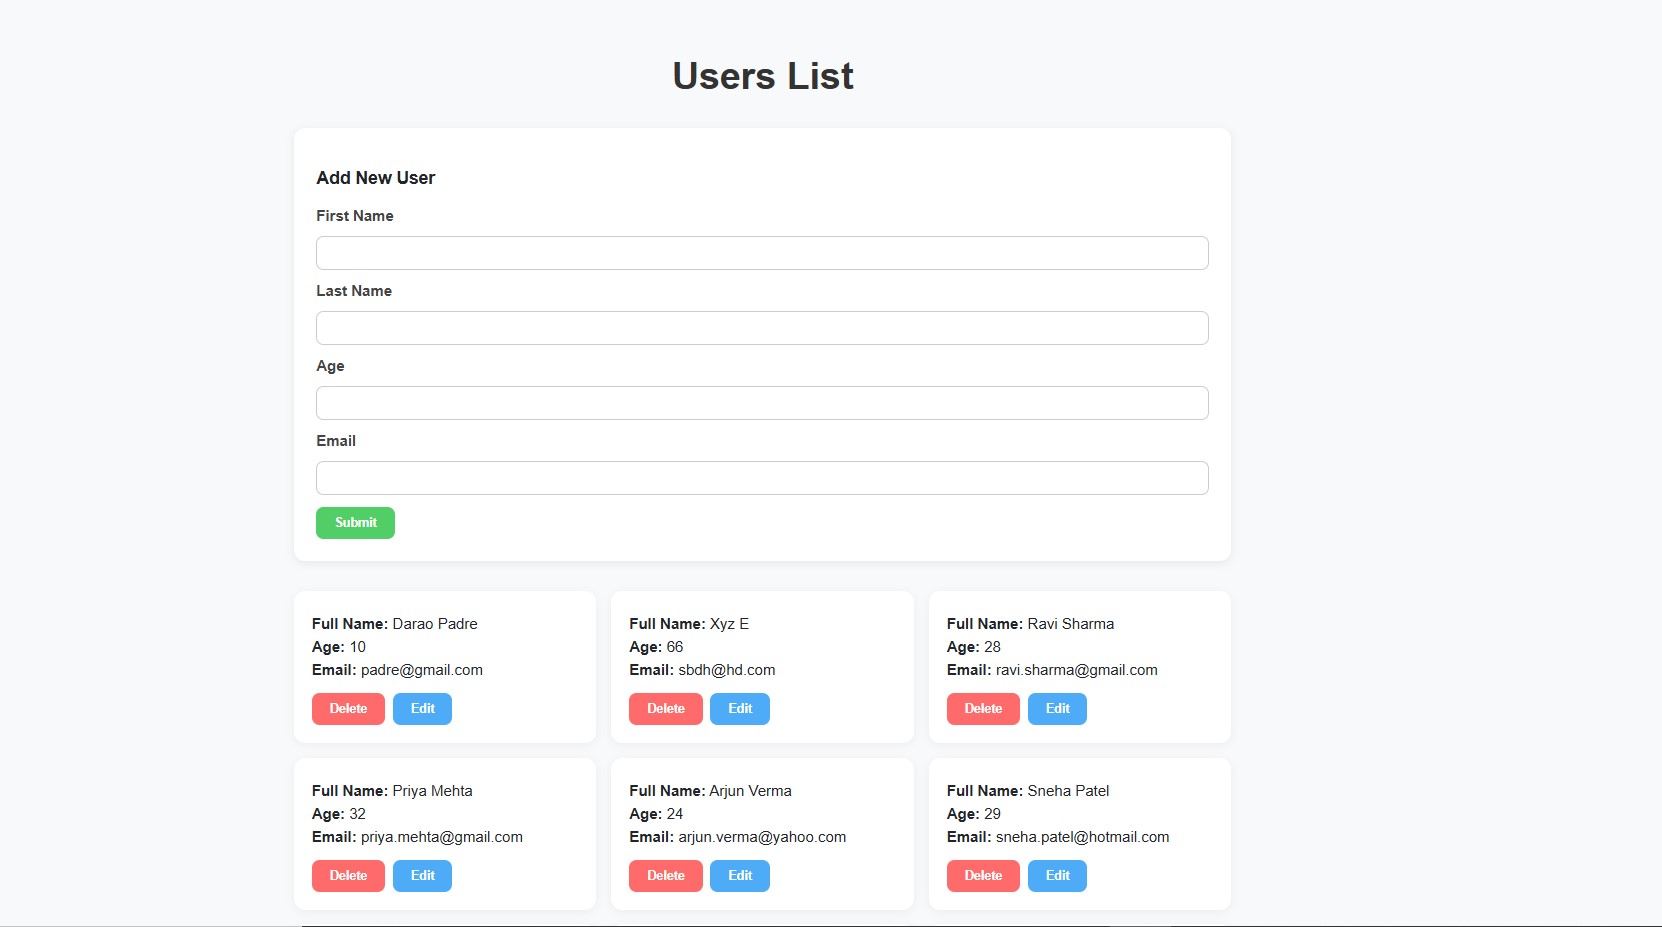 Users List
Add New User
First Name
Last Name
Age
Email
Submit
Full Name: Darao Padre
Age: 10
Email: padre@gmail.com
Delete Edit
Full Name: Xyz E
Age: 66
Email: sbdh@hd.com
Delete Edit
Full Name: Ravi Sharma
Age: 28
Email: ravi.sharma@gmail.com
Delete Edit
Full Name: Priya Mehta
Age: 32
Email: priya.mehta@gmail.com
Delete Edit
Full Name: Arjun Verma
Age: 24
Email: arjun.verma@yahoo.com
Delete Edit
Full Name: Sneha Patel
Age: 29
Email: sneha.patel@hotmail.com
Delete Edit